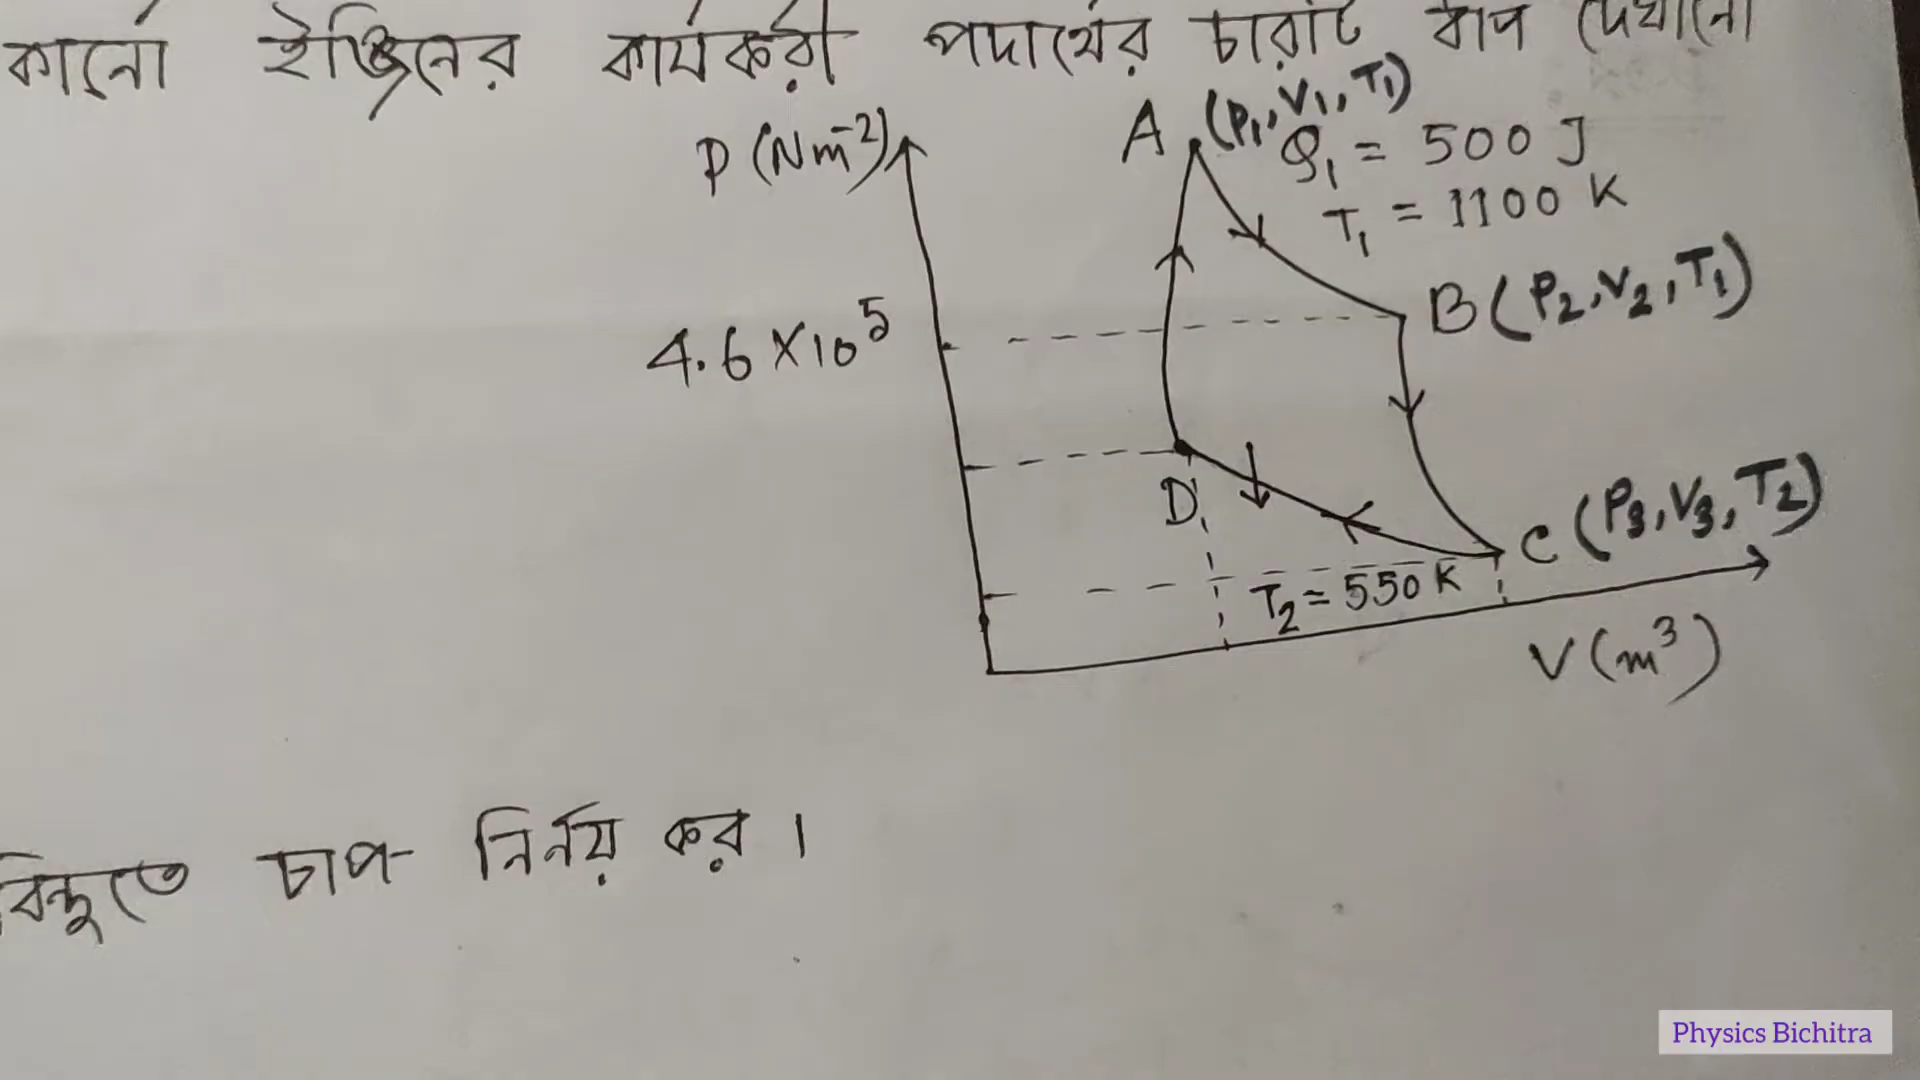 কোনো ইঞ্জিনের কার্যকরী পদার্থের চারটি ধাপ দেখানো
A (P₁, V₁, T₁)
P (Nm⁻²)
Q₁ = 500 J
T₁ = 1100 K
B (P₂, V₂, T₁)
4.6 × 10⁵
D
C (P₃, V₃, T₂)
T₂ = 550 K
V (m³)
বিন্দুতে চাপ নির্নয় কর ।
Physics Bichitra